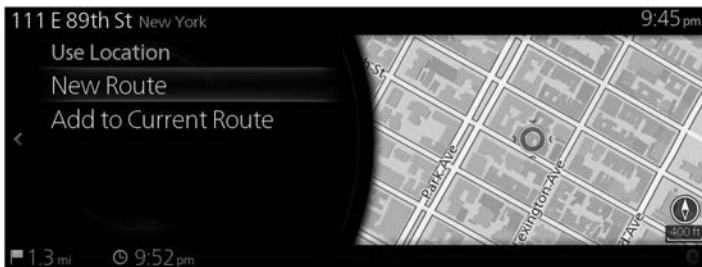 111 E 89th St New York
9:45 pm
Use Location
New Route
Add to Current Route
Park Ave
Lexington Ave
400 ft
1.3 mi
9:52 pm